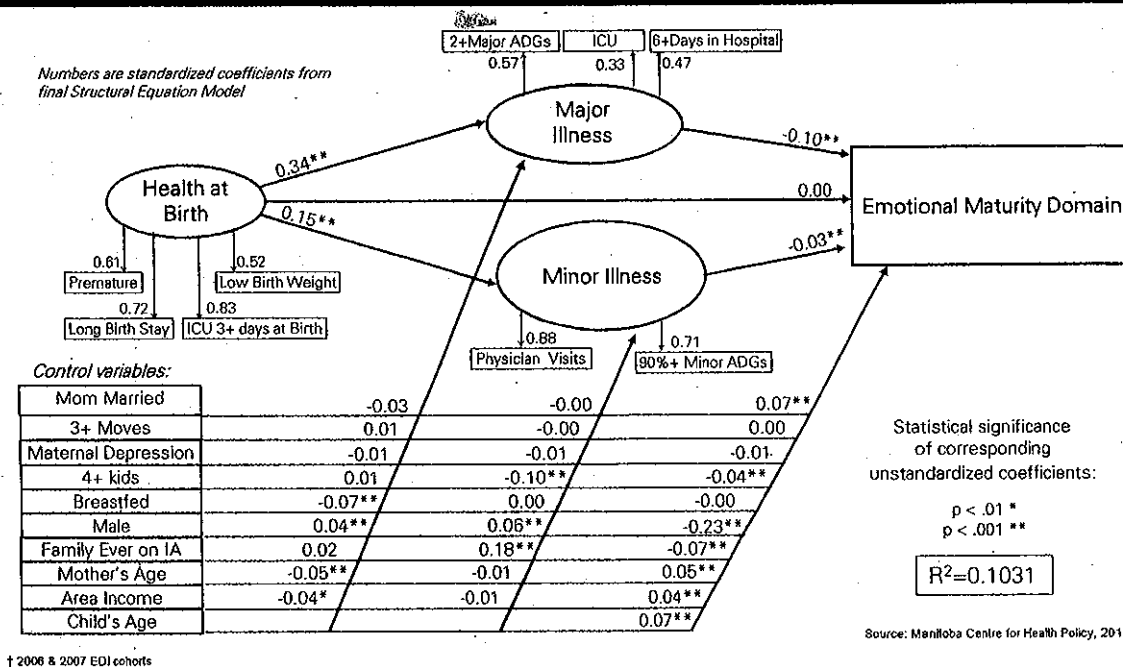 2+Major ADGs ICU 6+Days in Hospital
0.57 0.33 0.47
Numbers are standardized coefficients from
final Structural Equation Model
Major
Illness
-0.10**
0.34**
Health at
Birth
0.00
Emotional Maturity Domain
0.15**
-0.03**
Minor Illness
0.61 0.52
Premature Low Birth Weight
0.72 0.83
Long Birth Stay ICU 3+ days at Birth
0.88 0.71
Physician Visits 90%+ Minor ADGs
Control variables:
Mom Married -0.03 -0.00 0.07**
3+ Moves 0.01 -0.00 0.00
Maternal Depression -0.01 -0.01 -0.01
4+ kids 0.01 -0.10** -0.04**
Breastfed -0.07** 0.00 -0.00
Male 0.04** 0.06** -0.23**
Family Ever on IA 0.02 0.18** -0.07**
Mother's Age -0.05** -0.01 0.05**
Area Income -0.04* -0.01 0.04**
Child's Age 0.07**
Statistical significance
of corresponding
unstandardized coefficients:
p < .01 *
p < .001 **
R²=0.1031
Source: Manitoba Centre for Health Policy, 201
† 2006 & 2007 EDI cohorts